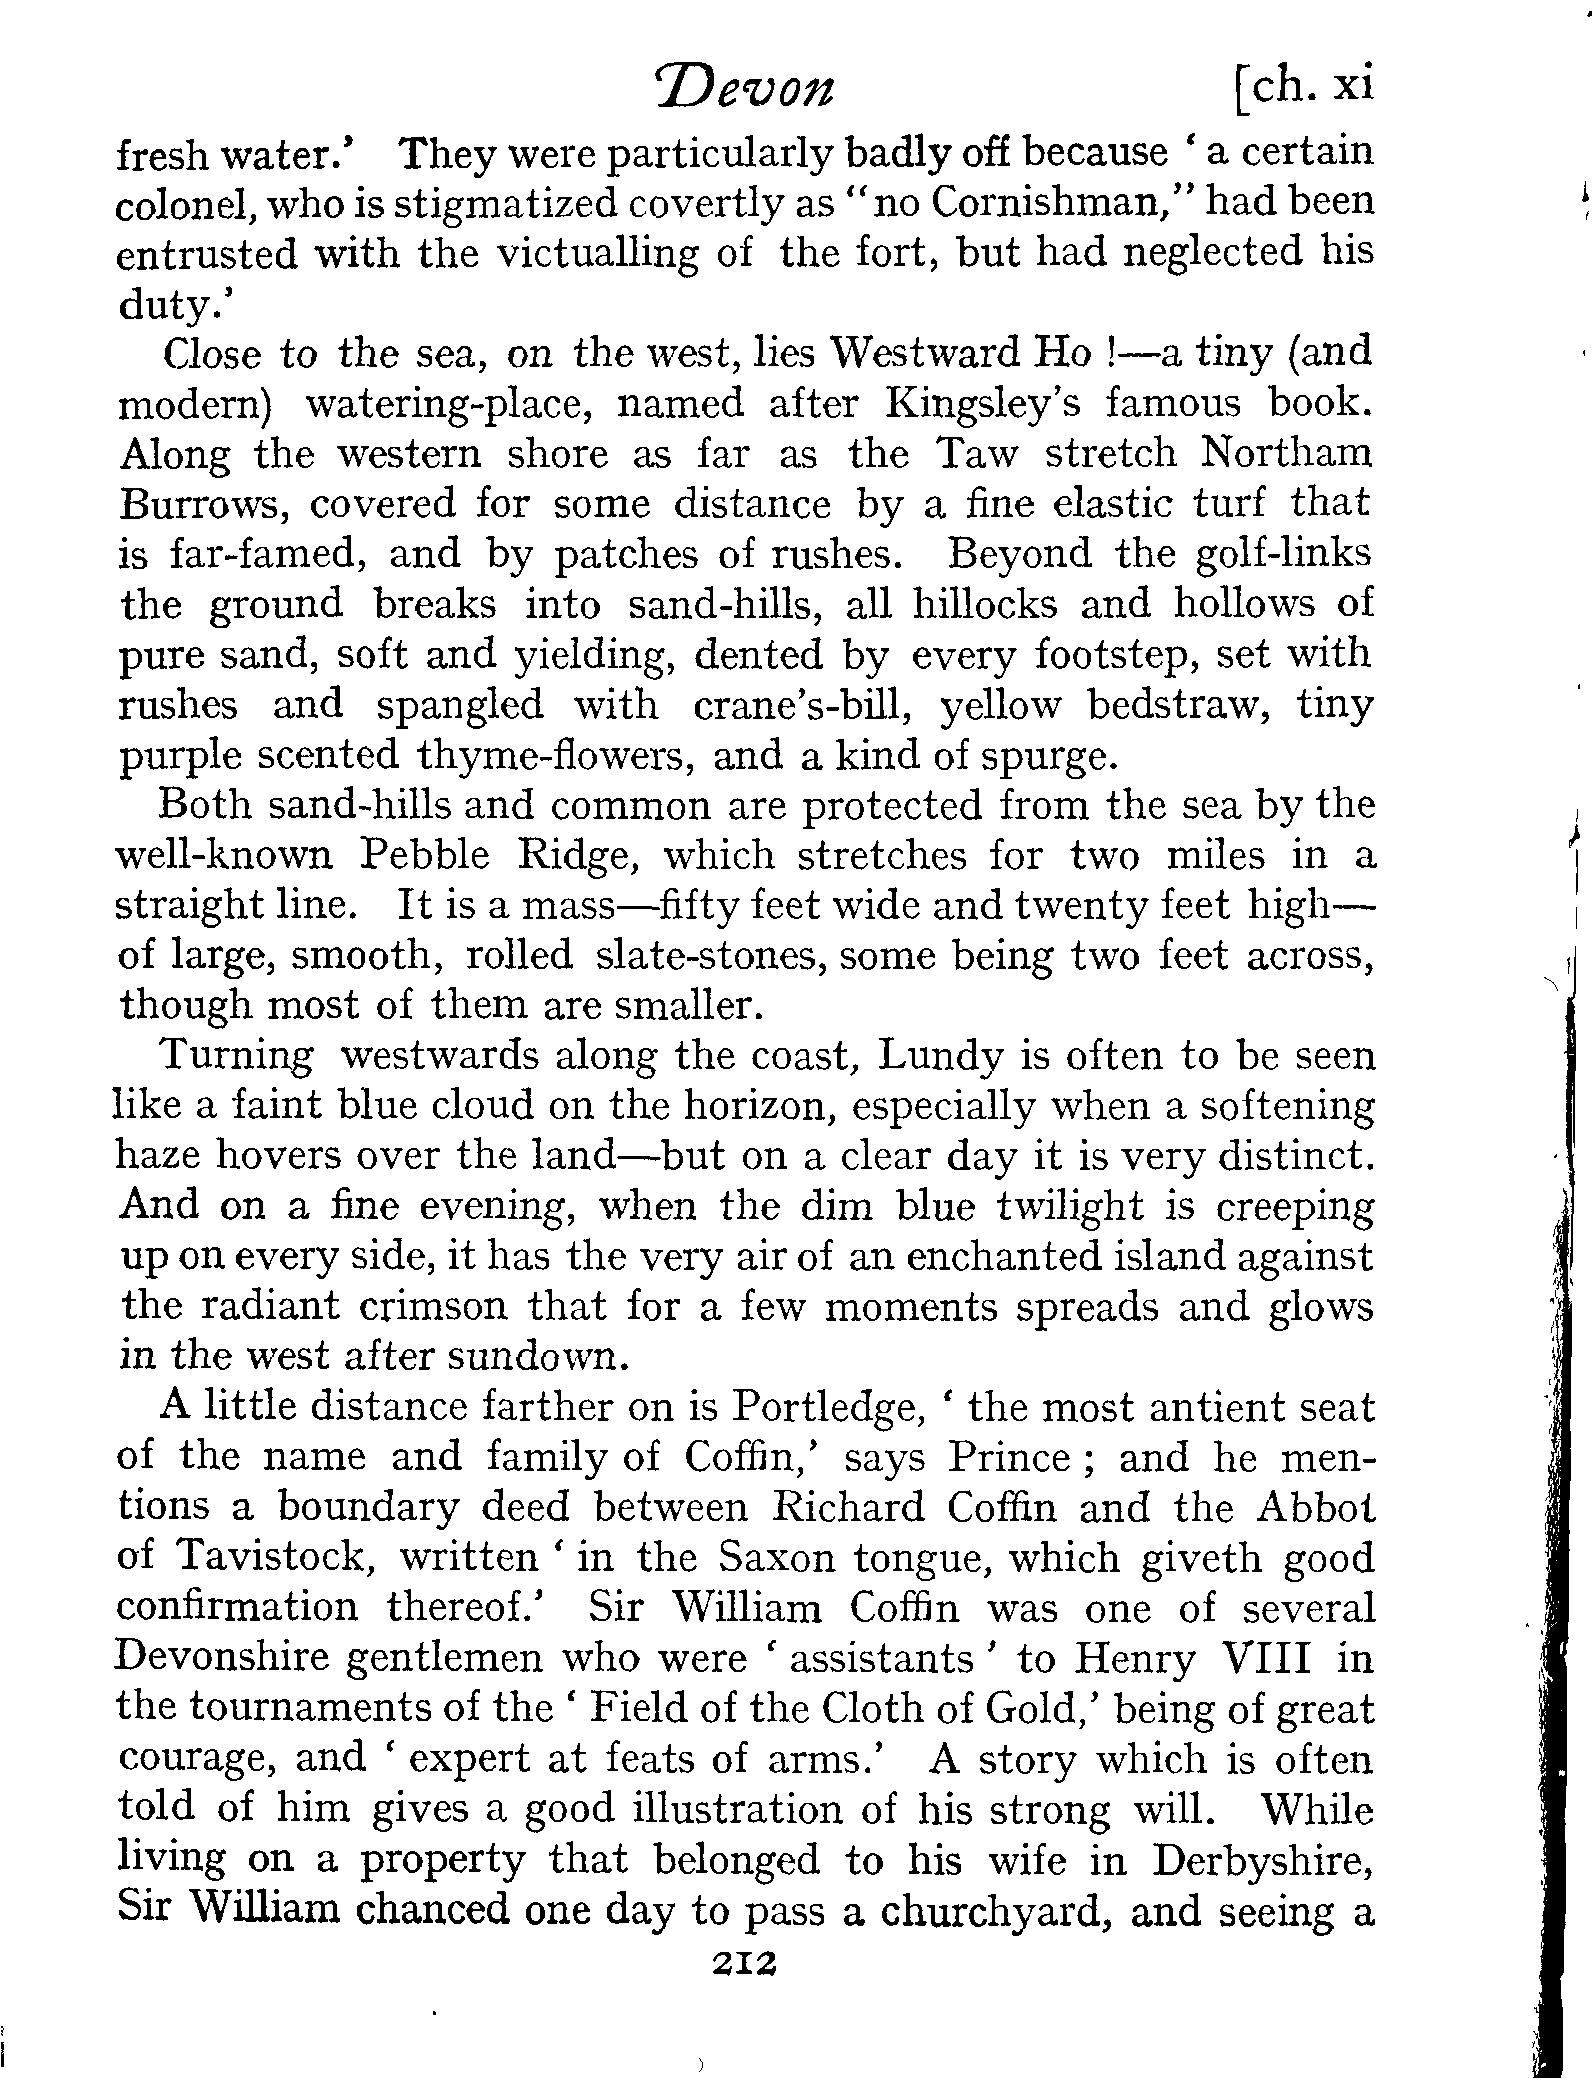 Devon [ch. xi
fresh water.' They were particularly badly off because ' a certain
colonel, who is stigmatized covertly as "no Cornishman," had been
entrusted with the victualling of the fort, but had neglected his
duty.'
Close to the sea, on the west, lies Westward Ho !—a tiny (and
modern) watering-place, named after Kingsley's famous book.
Along the western shore as far as the Taw stretch Northam
Burrows, covered for some distance by a fine elastic turf that
is far-famed, and by patches of rushes. Beyond the golf-links
the ground breaks into sand-hills, all hillocks and hollows of
pure sand, soft and yielding, dented by every footstep, set with
rushes and spangled with crane's-bill, yellow bedstraw, tiny
purple scented thyme-flowers, and a kind of spurge.
Both sand-hills and common are protected from the sea by the
well-known Pebble Ridge, which stretches for two miles in a
straight line. It is a mass—fifty feet wide and twenty feet high—
of large, smooth, rolled slate-stones, some being two feet across,
though most of them are smaller.
Turning westwards along the coast, Lundy is often to be seen
like a faint blue cloud on the horizon, especially when a softening
haze hovers over the land—but on a clear day it is very distinct.
And on a fine evening, when the dim blue twilight is creeping
up on every side, it has the very air of an enchanted island against
the radiant crimson that for a few moments spreads and glows
in the west after sundown.
A little distance farther on is Portledge, ' the most antient seat
of the name and family of Coffin,' says Prince ; and he men-
tions a boundary deed between Richard Coffin and the Abbot
of Tavistock, written ' in the Saxon tongue, which giveth good
confirmation thereof.' Sir William Coffin was one of several
Devonshire gentlemen who were ' assistants ' to Henry VIII in
the tournaments of the ' Field of the Cloth of Gold,' being of great
courage, and ' expert at feats of arms.' A story which is often
told of him gives a good illustration of his strong will. While
living on a property that belonged to his wife in Derbyshire,
Sir William chanced one day to pass a churchyard, and seeing a
212